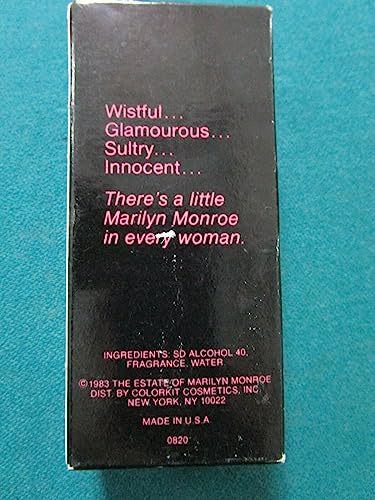 Wistful...
Glamourous...
Sultry...
Innocent...
There's a little
Marilyn Monroe
in every woman.
INGREDIENTS: SD ALCOHOL 40,
FRAGRANCE, WATER
©1983 THE ESTATE OF MARILYN MONROE
DIST. BY COLORKIT COSMETICS, INC.
NEW YORK, NY 10022
MADE IN U.S.A.
0820